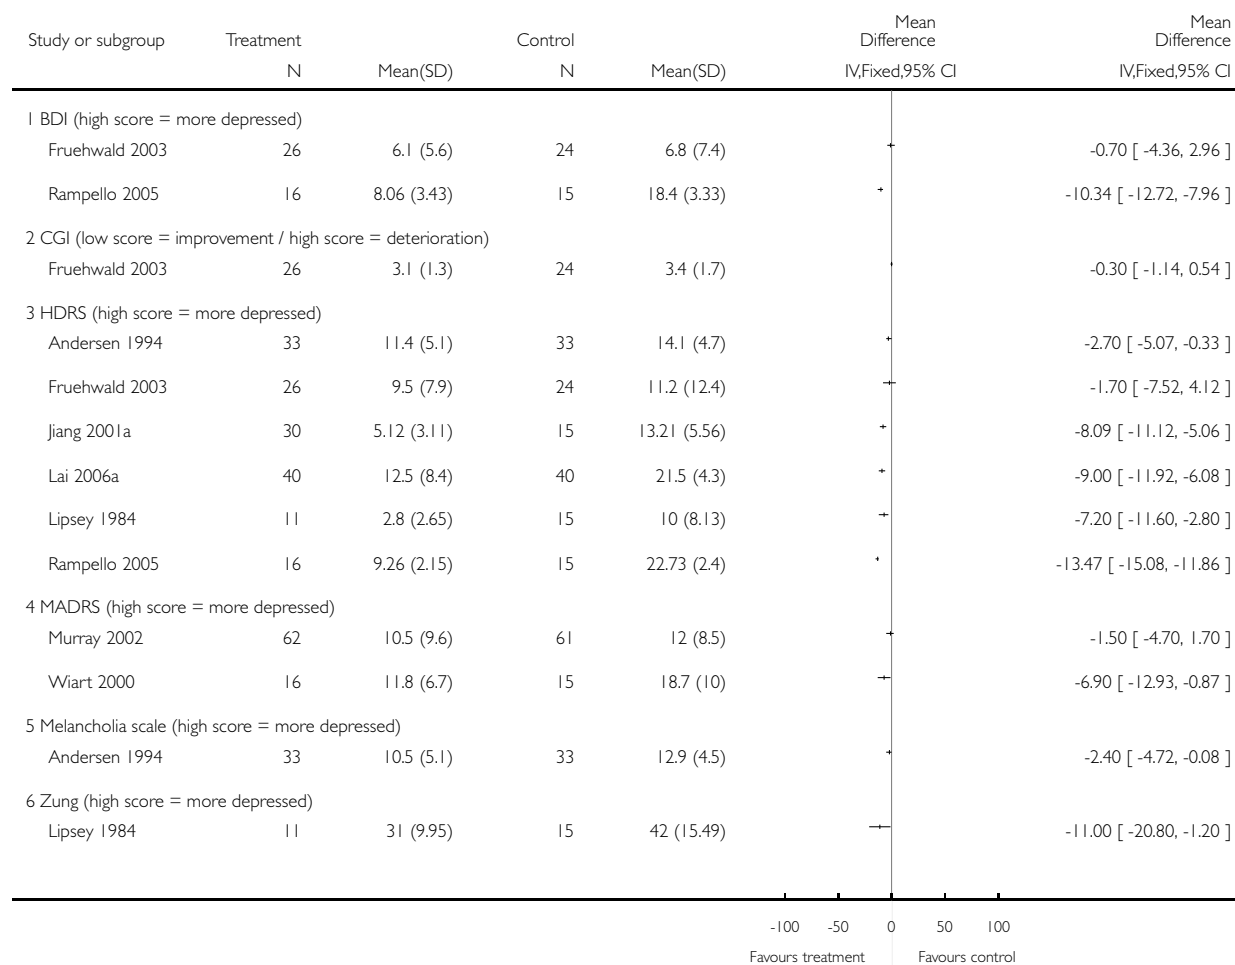 Mean Mean
Study or subgroup Treatment Control Difference Difference
N Mean(SD) N Mean(SD) IV,Fixed,95% CI IV,Fixed,95% CI
1 BDI (high score = more depressed)
Fruehwald 2003 26 6.1 (5.6) 24 6.8 (7.4) -0.70 [ -4.36, 2.96 ]
Rampello 2005 16 8.06 (3.43) 15 18.4 (3.33) -10.34 [ -12.72, -7.96 ]
2 CGI (low score = improvement / high score = deterioration)
Fruehwald 2003 26 3.1 (1.3) 24 3.4 (1.7) -0.30 [ -1.14, 0.54 ]
3 HDRS (high score = more depressed)
Andersen 1994 33 11.4 (5.1) 33 14.1 (4.7) -2.70 [ -5.07, -0.33 ]
Fruehwald 2003 26 9.5 (7.9) 24 11.2 (12.4) -1.70 [ -7.52, 4.12 ]
Jiang 2001a 30 5.12 (3.11) 15 13.21 (5.56) -8.09 [ -11.12, -5.06 ]
Lai 2006a 40 12.5 (8.4) 40 21.5 (4.3) -9.00 [ -11.92, -6.08 ]
Lipsey 1984 11 2.8 (2.65) 15 10 (8.13) -7.20 [ -11.60, -2.80 ]
Rampello 2005 16 9.26 (2.15) 15 22.73 (2.4) -13.47 [ -15.08, -11.86 ]
4 MADRS (high score = more depressed)
Murray 2002 62 10.5 (9.6) 61 12 (8.5) -1.50 [ -4.70, 1.70 ]
Wiart 2000 16 11.8 (6.7) 15 18.7 (10) -6.90 [ -12.93, -0.87 ]
5 Melancholia scale (high score = more depressed)
Andersen 1994 33 10.5 (5.1) 33 12.9 (4.5) -2.40 [ -4.72, -0.08 ]
6 Zung (high score = more depressed)
Lipsey 1984 11 31 (9.95) 15 42 (15.49) -11.00 [ -20.80, -1.20 ]
-100 -50 0 50 100
Favours treatment Favours control